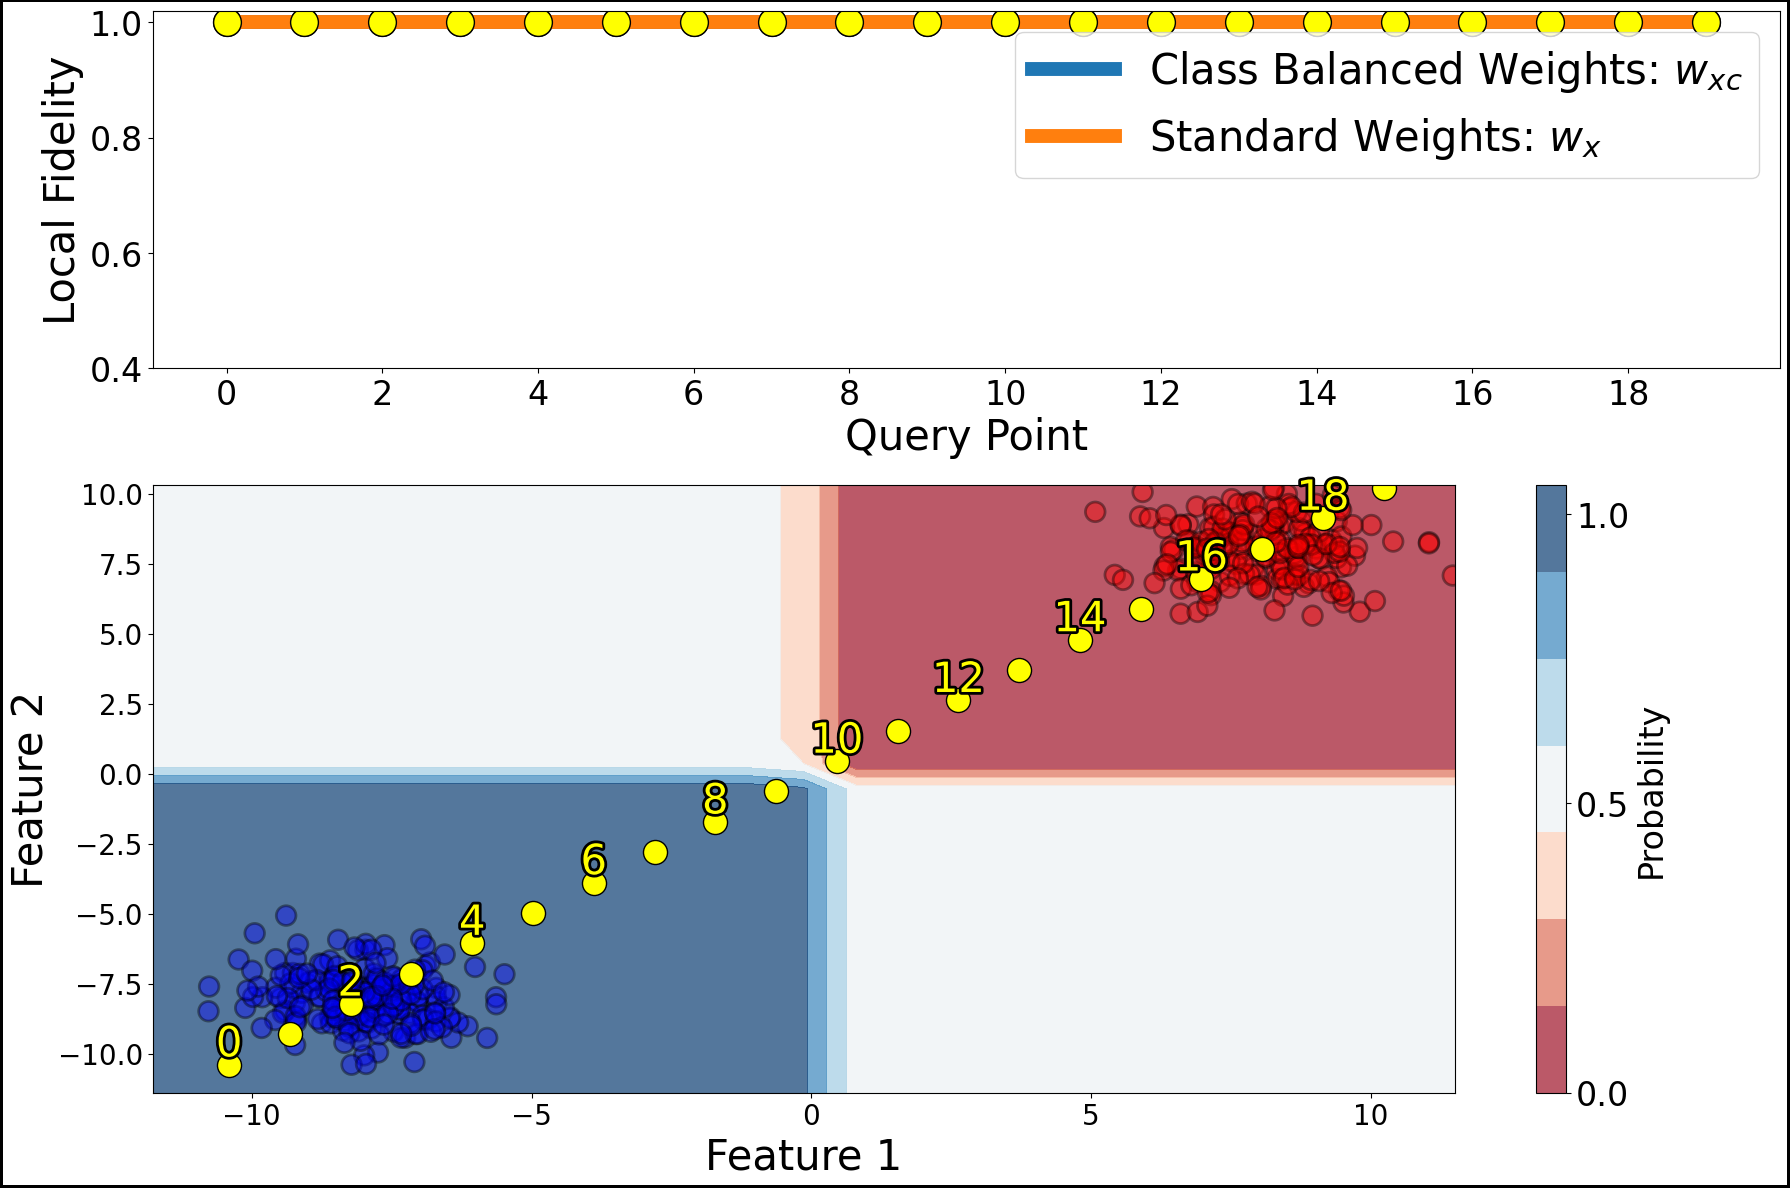 1.0
0.8
0.6
0.4
Local Fidelity
Class Balanced Weights: w_xc
Standard Weights: w_x
0 2 4 6 8 10 12 14 16 18
Query Point
10.0
7.5
5.0
2.5
0.0
−2.5
−5.0
−7.5
−10.0
Feature 2
18
16
14
12
10
8
6
4
2
0
−10 −5 0 5 10
Feature 1
1.0
0.5
0.0
Probability